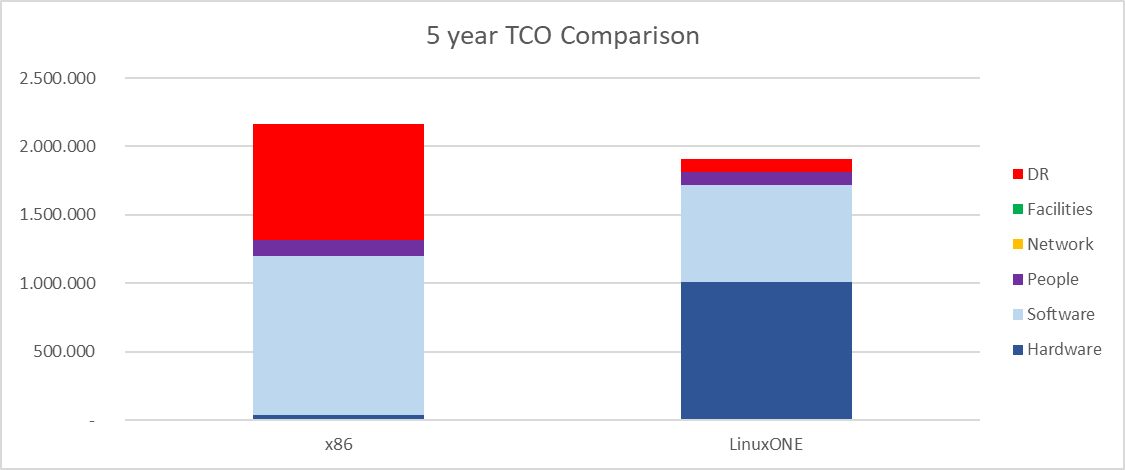 5 year TCO Comparison
2.500.000
2.000.000
1.500.000
1.000.000
500.000
-
x86
LinuxONE
DR
Facilities
Network
People
Software
Hardware